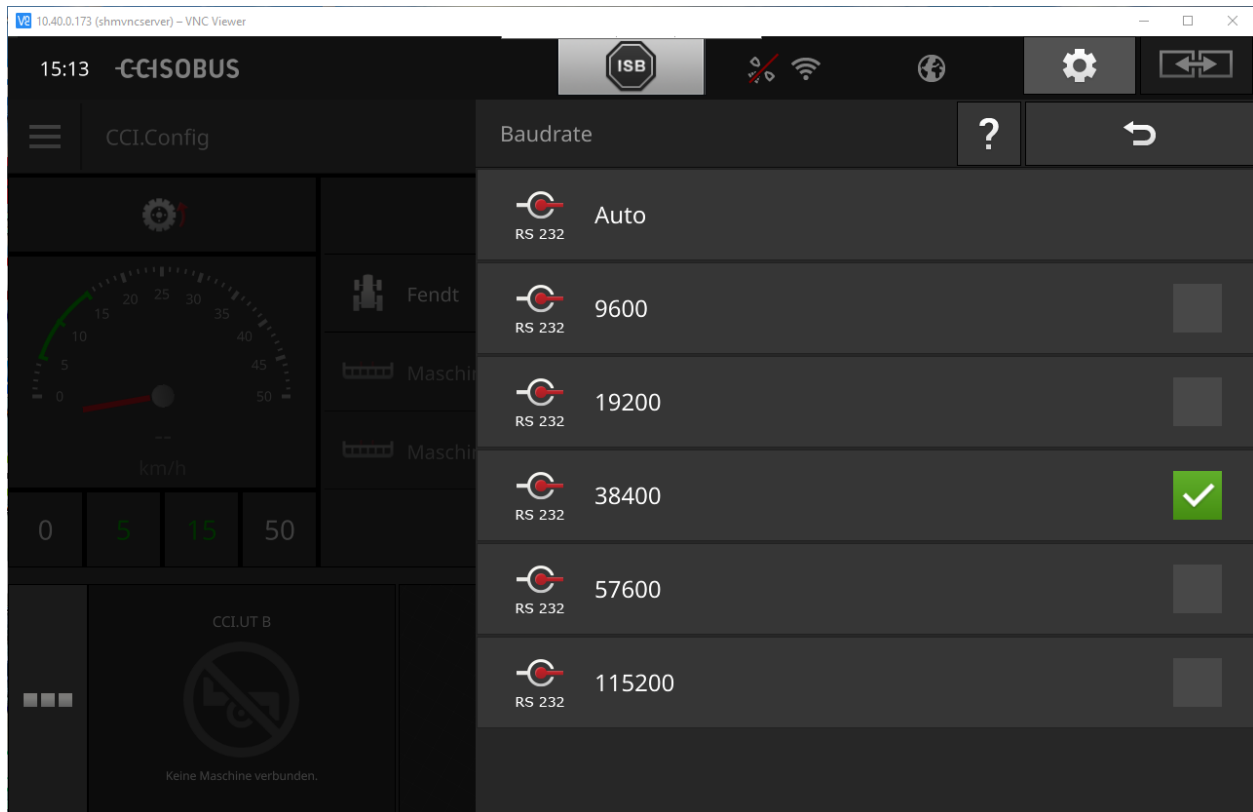 10.40.0.173 (shmvncserver) – VNC Viewer
15:13 CCISOBUS
ISB
CCI.Config
Baudrate
?
RS 232 Auto
RS 232 9600
RS 232 19200
RS 232 38400
RS 232 57600
RS 232 115200
0 5 10 15 20 25 30 35 40 45 50
--
km/h
Fendt
0 5 15 50
CCI.UT B
Keine Maschine verbunden.